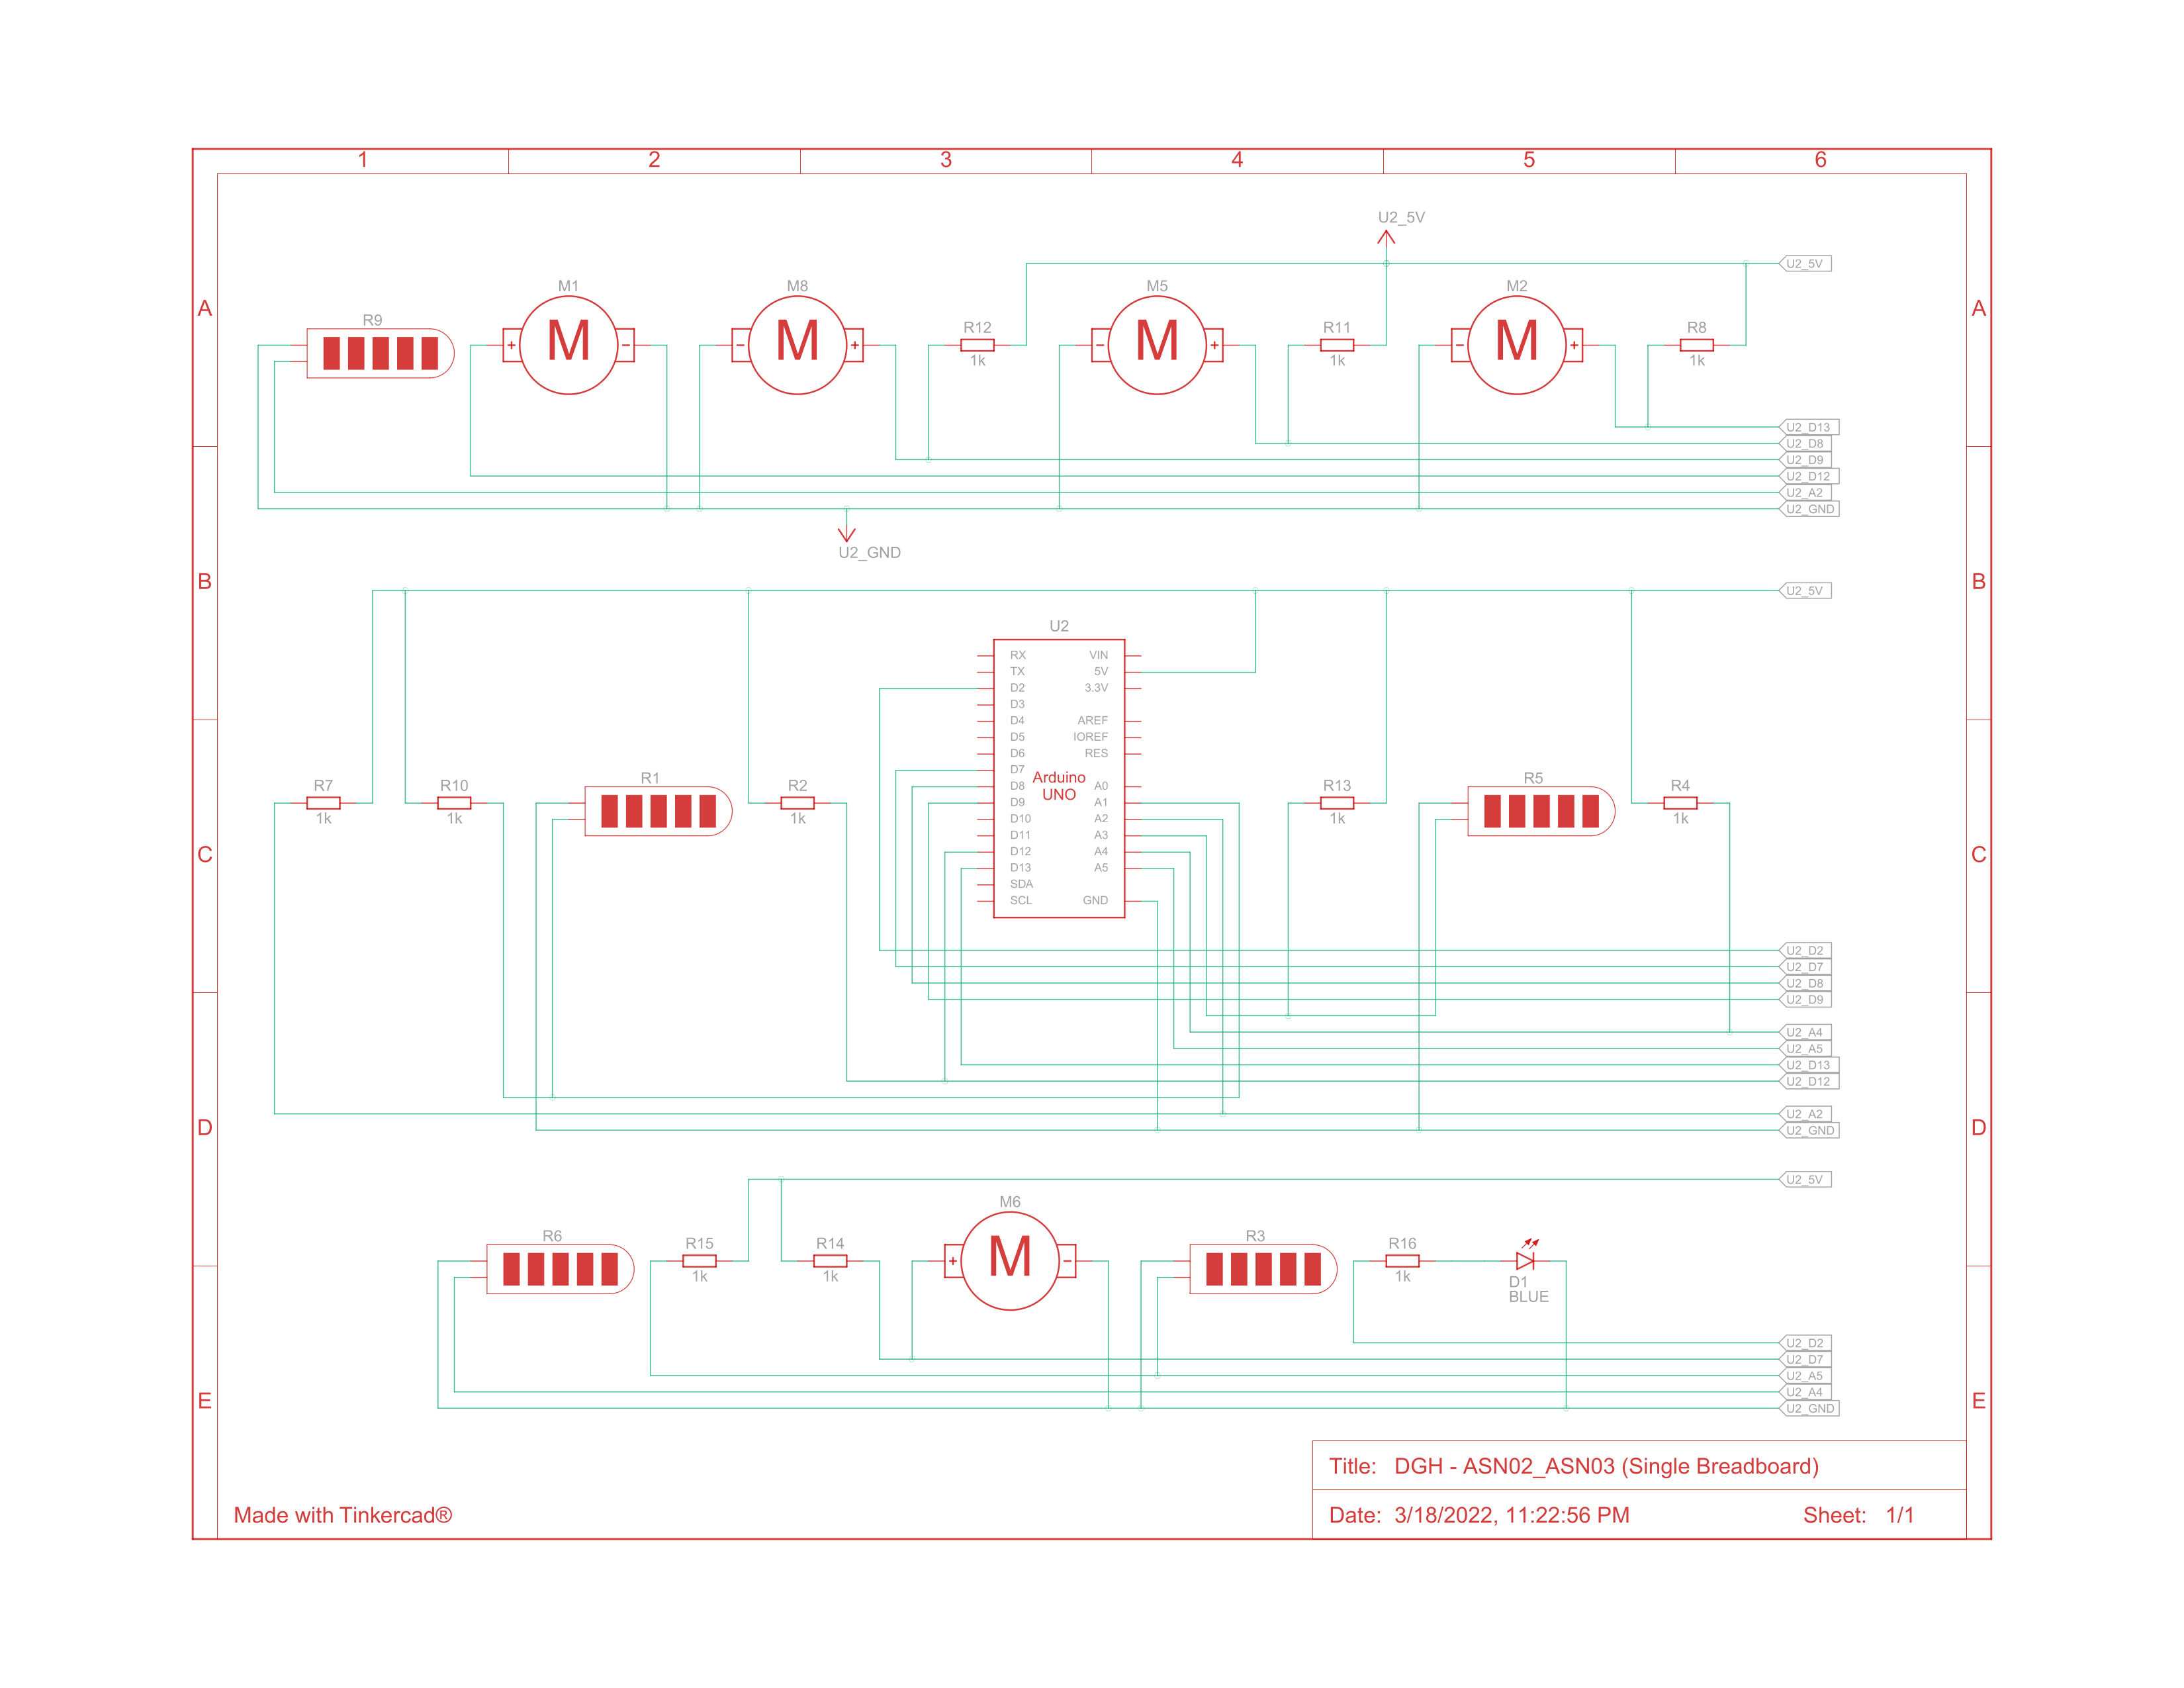 1 2 3 4 5 6
U2_5V
U2_5V
M1 M8 M5 M2
A A
R9 R12 R11 R8
M M M M
+ - - + - + - +
1k 1k 1k
U2_D13
U2_D8
U2_D9
U2_D12
U2_A2
U2_GND
U2_GND
B B
U2_5V
U2
RX VIN
TX 5V
D2 3.3V
D3
D4 AREF
D5 IOREF
D6 RES
D7
D8 A0
D9 A1
D10 A2
D11 A3
D12 A4
D13 A5
SDA
SCL GND
Arduino
UNO
R7 R10 R1 R2 R13 R5 R4
1k 1k 1k 1k 1k
C C
U2_D2
U2_D7
U2_D8
U2_D9
U2_A4
U2_A5
U2_D13
U2_D12
U2_A2
U2_GND
D D
U2_5V
M6
R6 R15 R14 R3 R16
+ M -
1k 1k 1k
D1
BLUE
U2_D2
U2_D7
U2_A5
U2_A4
U2_GND
E E
Title: DGH - ASN02_ASN03 (Single Breadboard)
Made with Tinkercad®
Date: 3/18/2022, 11:22:56 PM Sheet: 1/1